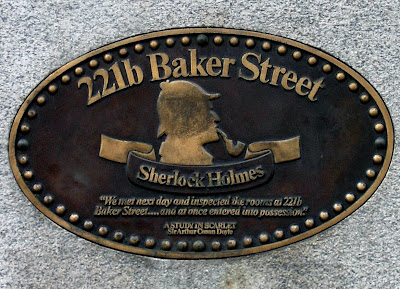 221b Baker Street
Sherlock Holmes
"We met next day and inspected the rooms at 221b
Baker Street.....and at once entered into possession".
A STUDY IN SCARLET
Sir Arthur Conan Doyle